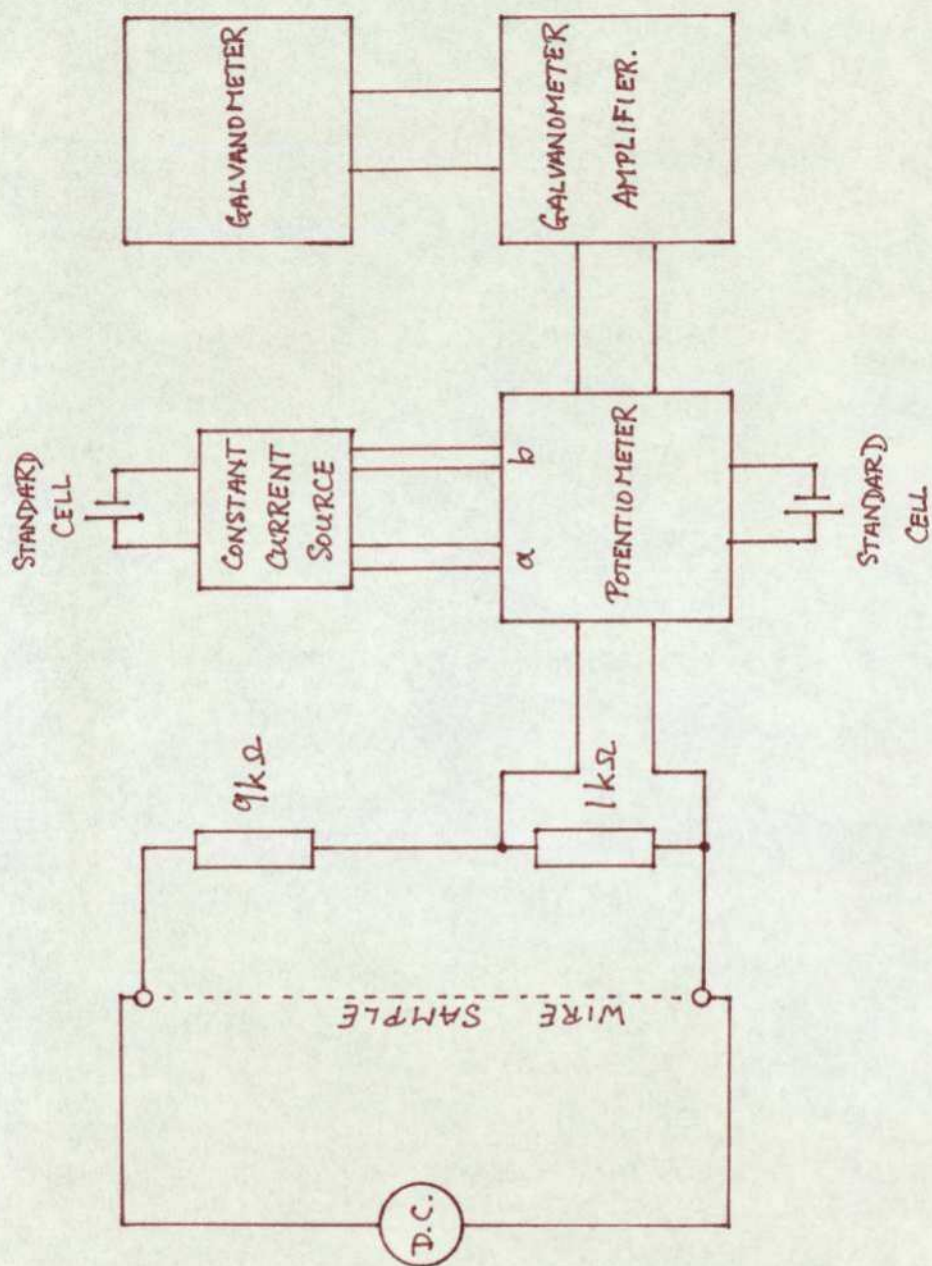 GALVANOMETER
GALVANOMETER
AMPLIFIER.
STANDARD
CELL
CONSTANT
CURRENT
SOURCE
a
b
POTENTIOMETER
STANDARD
CELL
9kΩ
1kΩ
WIRE SAMPLE
D.C.